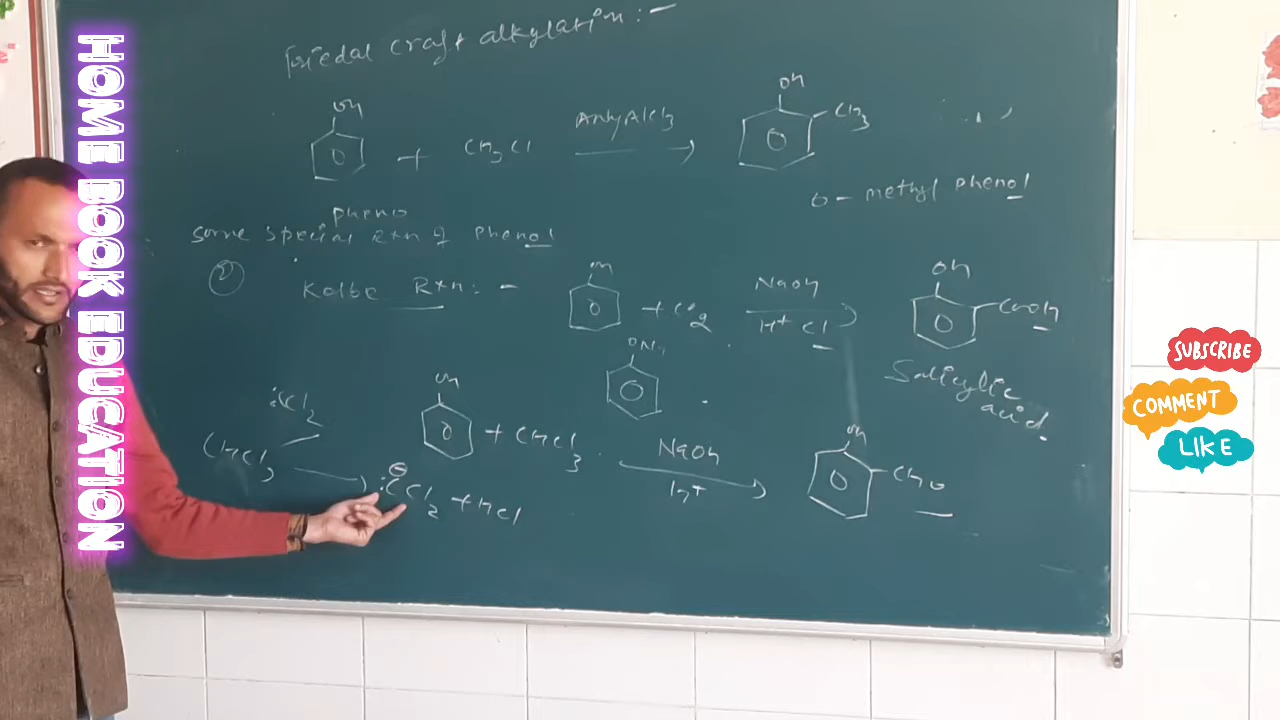 HOME BOOK EDUCATION
Friedal craft alkylation :-
OH
+ CH3Cl
Anhy AlCl3
OH
CH3
Pheno
O - methyl phenol
Some special Rxn of phenol
Kolbe Rxn : -
OH
+ CO2
NaOH
H+ Cl
OH
COOH
ONa
Salicylic
acid.
:CCl2
CHCl3
:CCl2 + HCl
OH
+ CHCl3
NaOH
H+
OH
CHO
SUBSCRIBE
COMMENT
LIKE